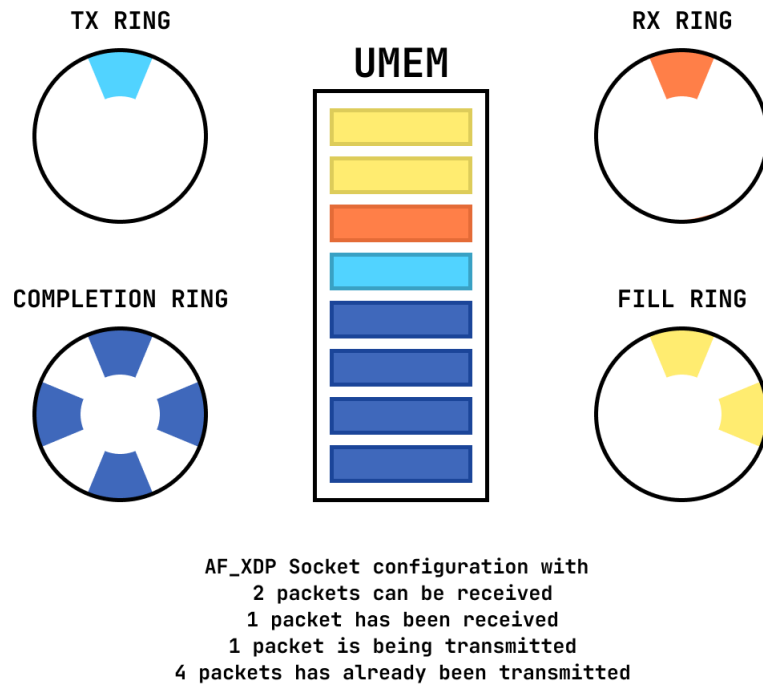 TX RING
RX RING
UMEM
COMPLETION RING
FILL RING
AF_XDP Socket configuration with
2 packets can be received
1 packet has been received
1 packet is being transmitted
4 packets has already been transmitted